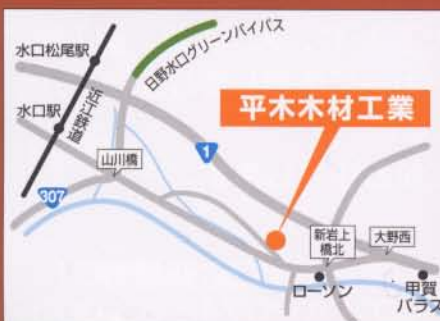 水口松尾駅
日野水口グリーンバイパス
近江鉄道
水口駅
平木木材工業
山川橋
1
307
新岩上
橋北
大野西
ローソン
甲賀
パラス